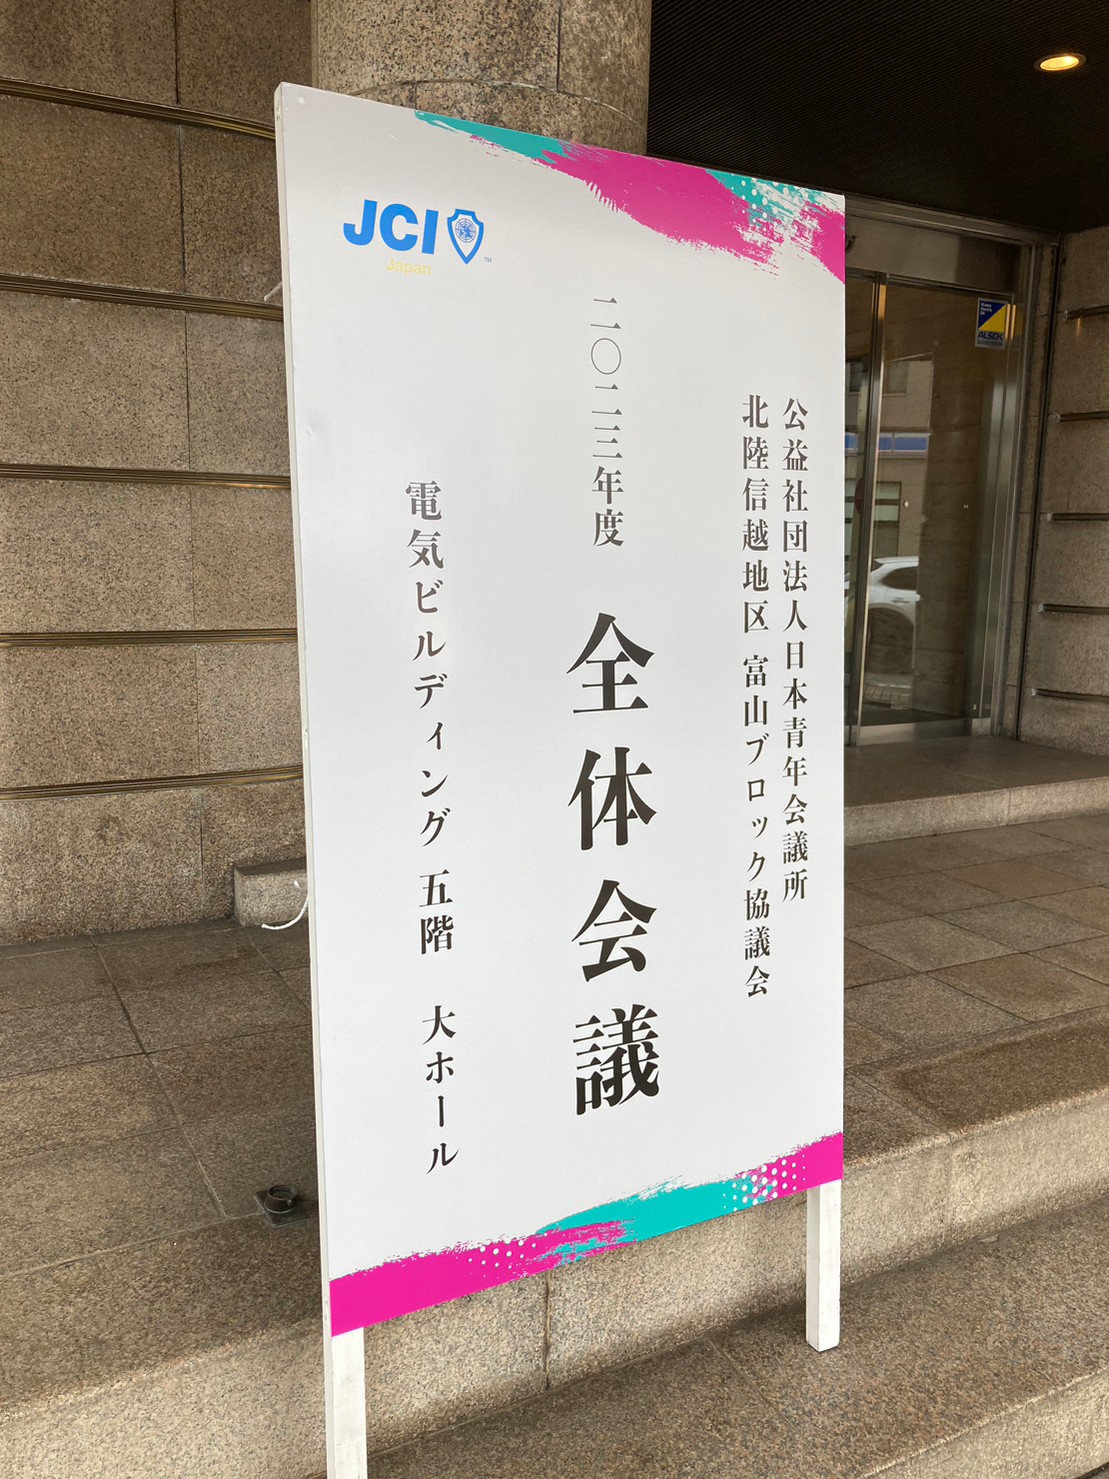 JCI
Japan
公益社団法人日本青年会議所
北陸信越地区 富山ブロック協議会
二〇二三年度 全体会議
電気ビルディング 五階 大ホール
ALSOK